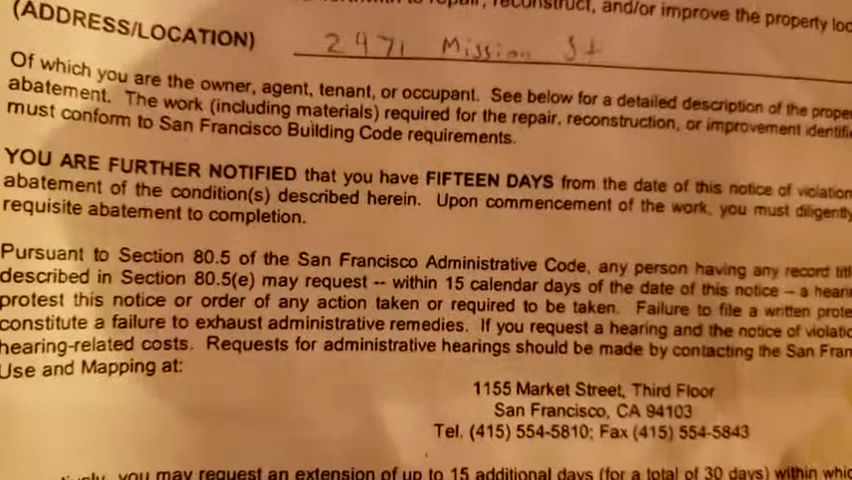 to repair, reconstruct, and/or improve the property
(ADDRESS/LOCATION) 2471 Mission St
Of which you are the owner, agent, tenant, or occupant. See below for a detailed description of the
abatement. The work (including materials) required for the repair, reconstruction, or improvement
must conform to San Francisco Building Code requirements.
YOU ARE FURTHER NOTIFIED that you have FIFTEEN DAYS from the date of this notice of violation
abatement of the condition(s) described herein. Upon commencement of the work, you must diligently
requisite abatement to completion.
Pursuant to Section 80.5 of the San Francisco Administrative Code, any person having any record
described in Section 80.5(e) may request -- within 15 calendar days of the date of this notice -- a
protest this notice or order of any action taken or required to be taken. Failure to file a written
constitute a failure to exhaust administrative remedies. If you request a hearing and the notice of
hearing-related costs. Requests for administrative hearings should be made by contacting the San
Use and Mapping at:
1155 Market Street, Third Floor
San Francisco, CA 94103
Tel. (415) 554-5810; Fax (415) 554-5843
you may request an extension of up to 15 additional days (for a total of 30 days) within